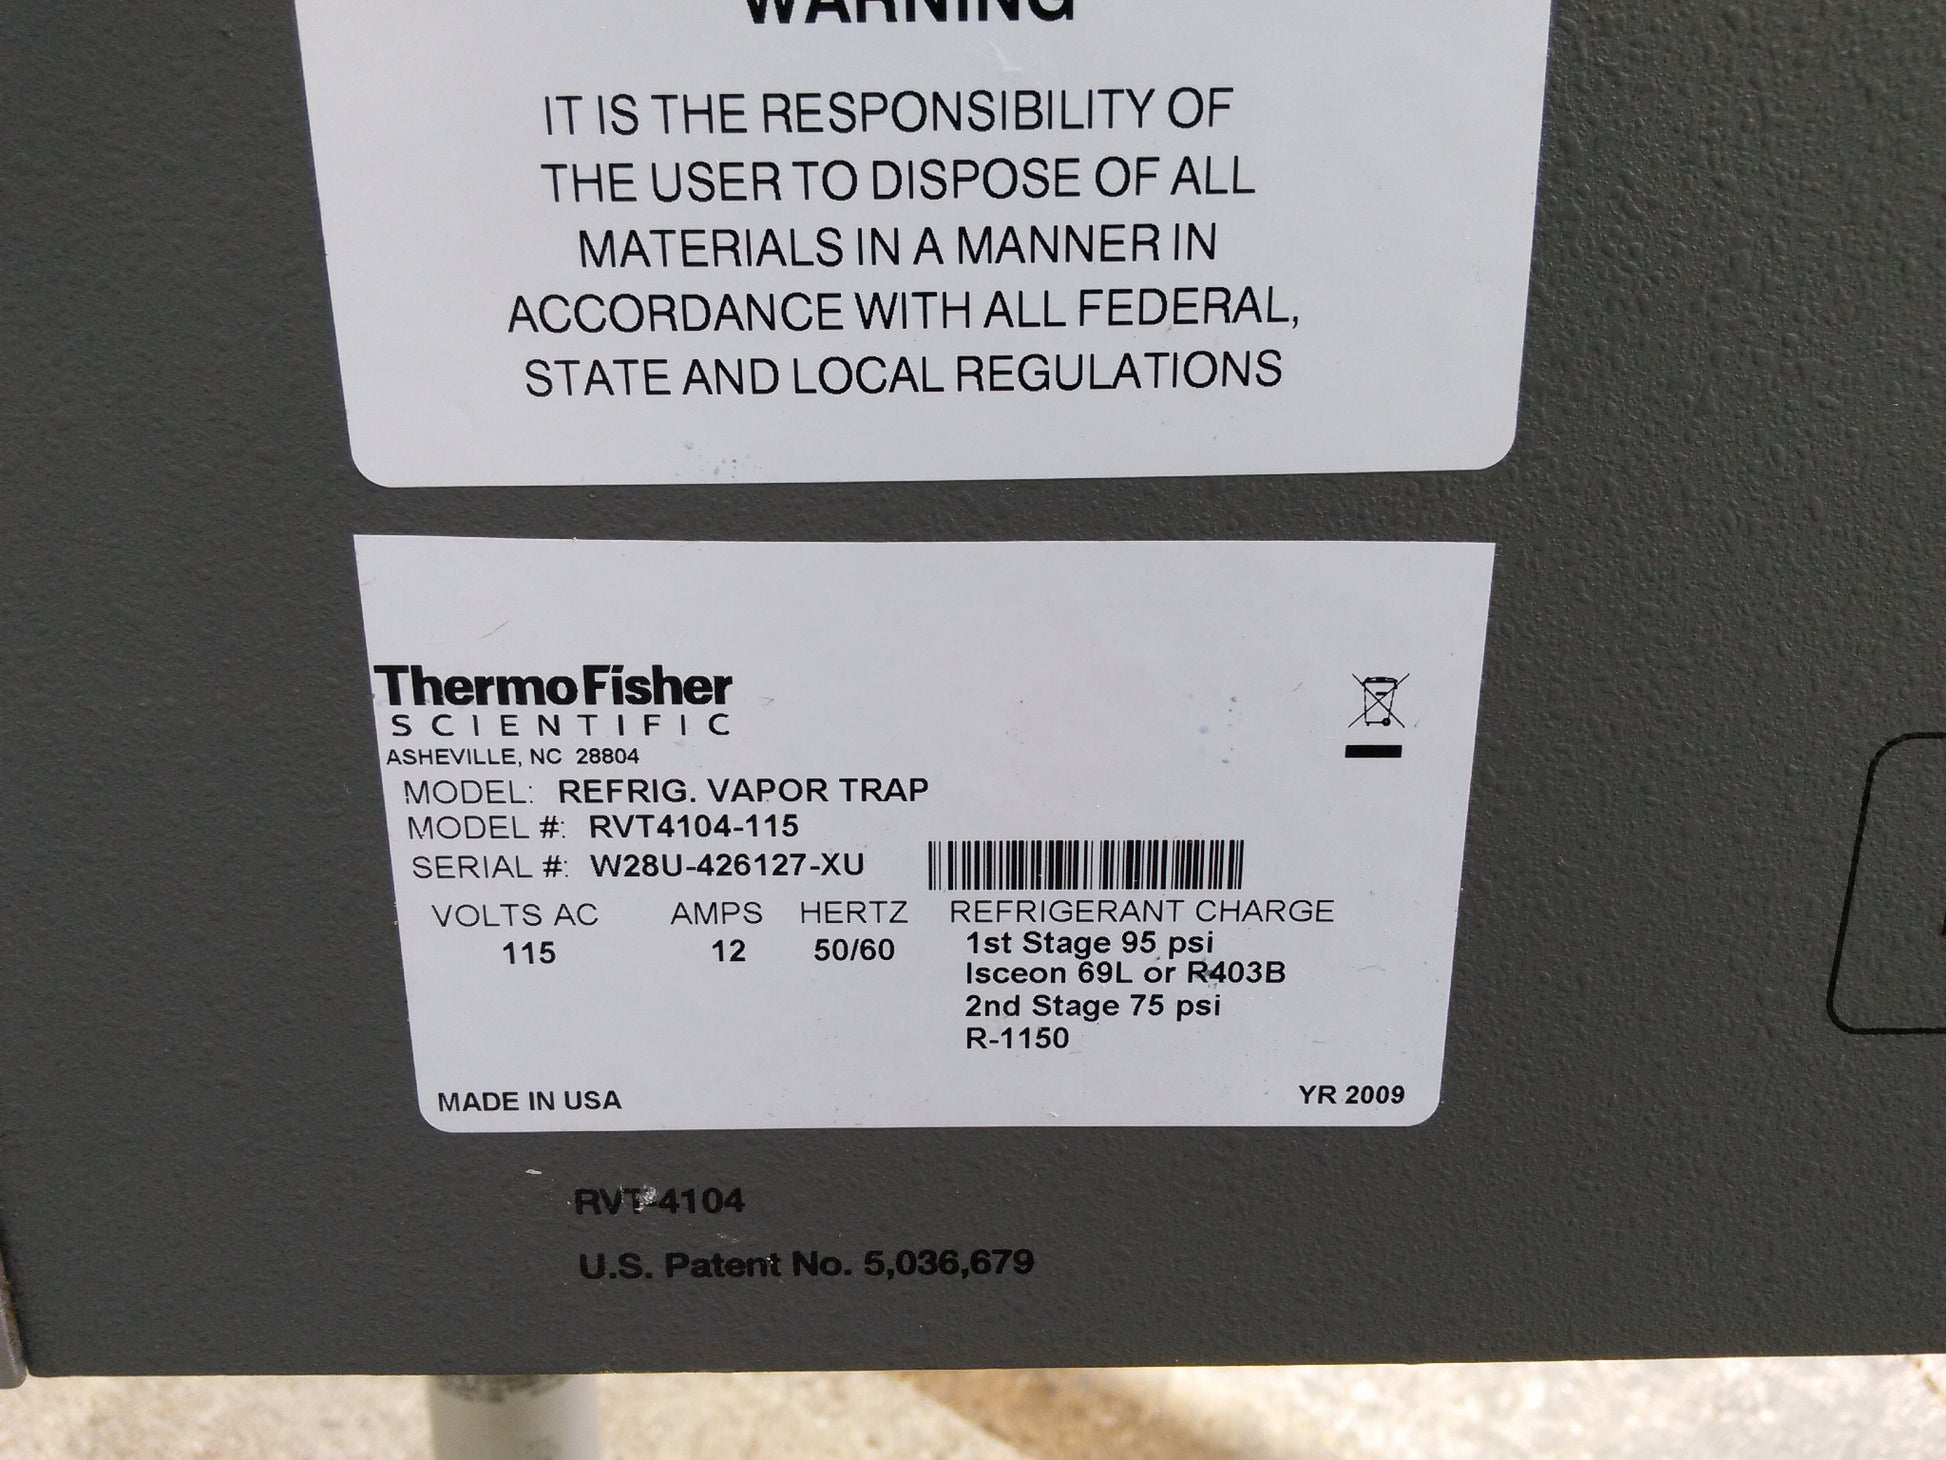 WARNING
IT IS THE RESPONSIBILITY OF
THE USER TO DISPOSE OF ALL
MATERIALS IN A MANNER IN
ACCORDANCE WITH ALL FEDERAL,
STATE AND LOCAL REGULATIONS
ThermoFisher
SCIENTIFIC
ASHEVILLE, NC 28804
MODEL: REFRIG. VAPOR TRAP
MODEL #: RVT4104-115
SERIAL #: W28U-426127-XU
VOLTS AC AMPS HERTZ REFRIGERANT CHARGE
115 12 50/60 1st Stage 95 psi
Isceon 69L or R403B
2nd Stage 75 psi
R-1150
MADE IN USA YR 2009
RVT-4104
U.S. Patent No. 5,036,679